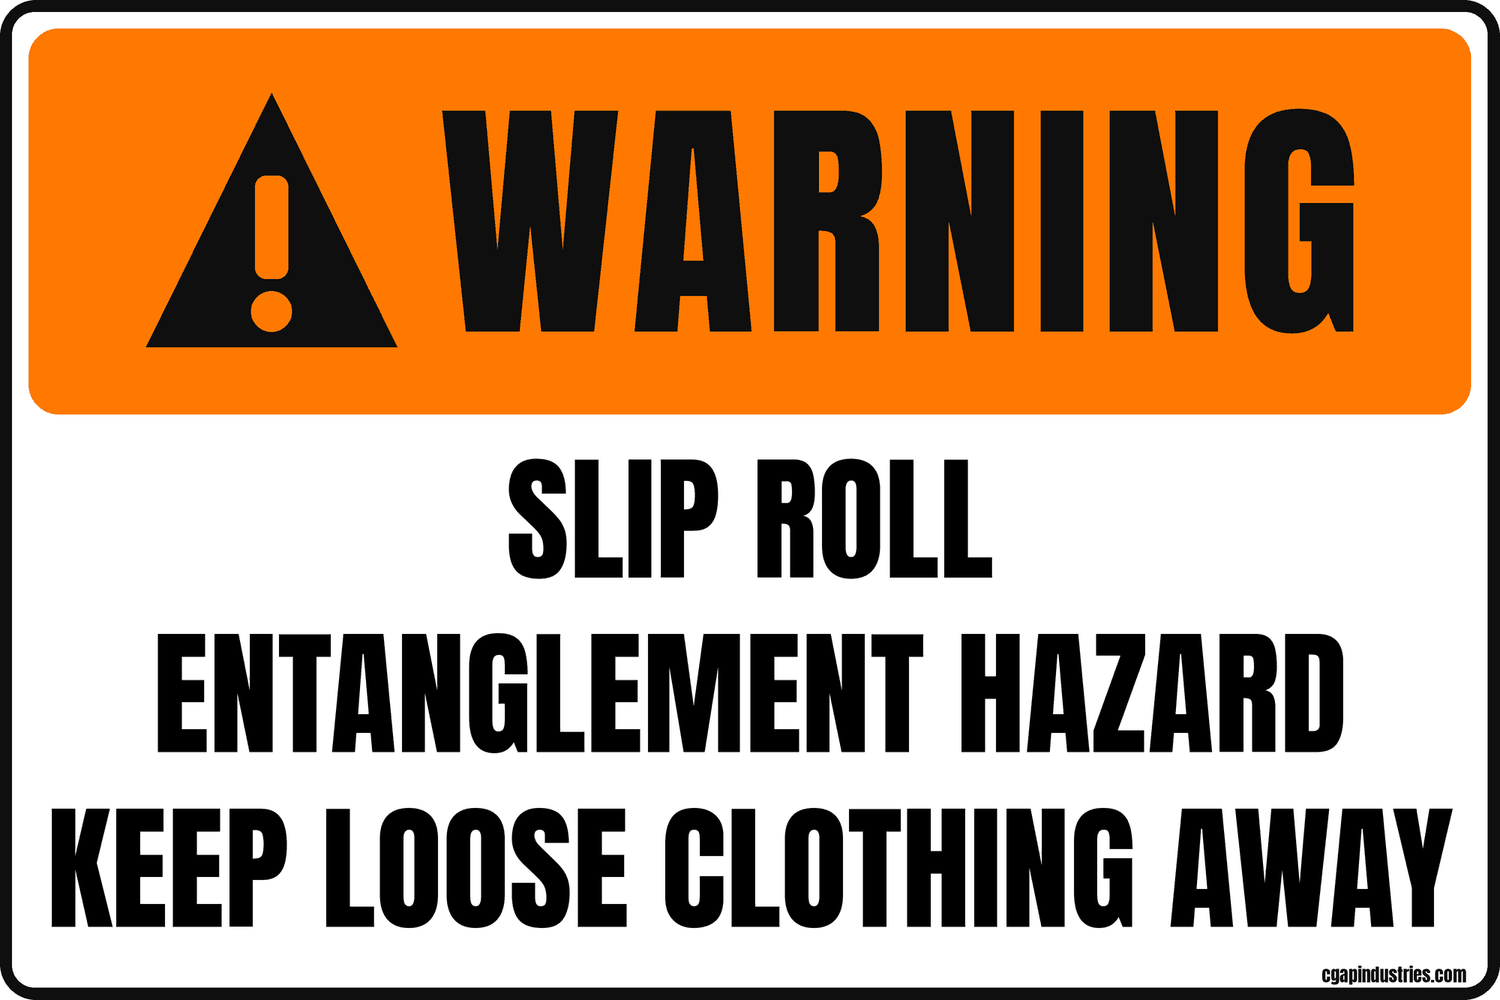 WARNING
SLIP ROLL
ENTANGLEMENT HAZARD
KEEP LOOSE CLOTHING AWAY
cgapindustries.com